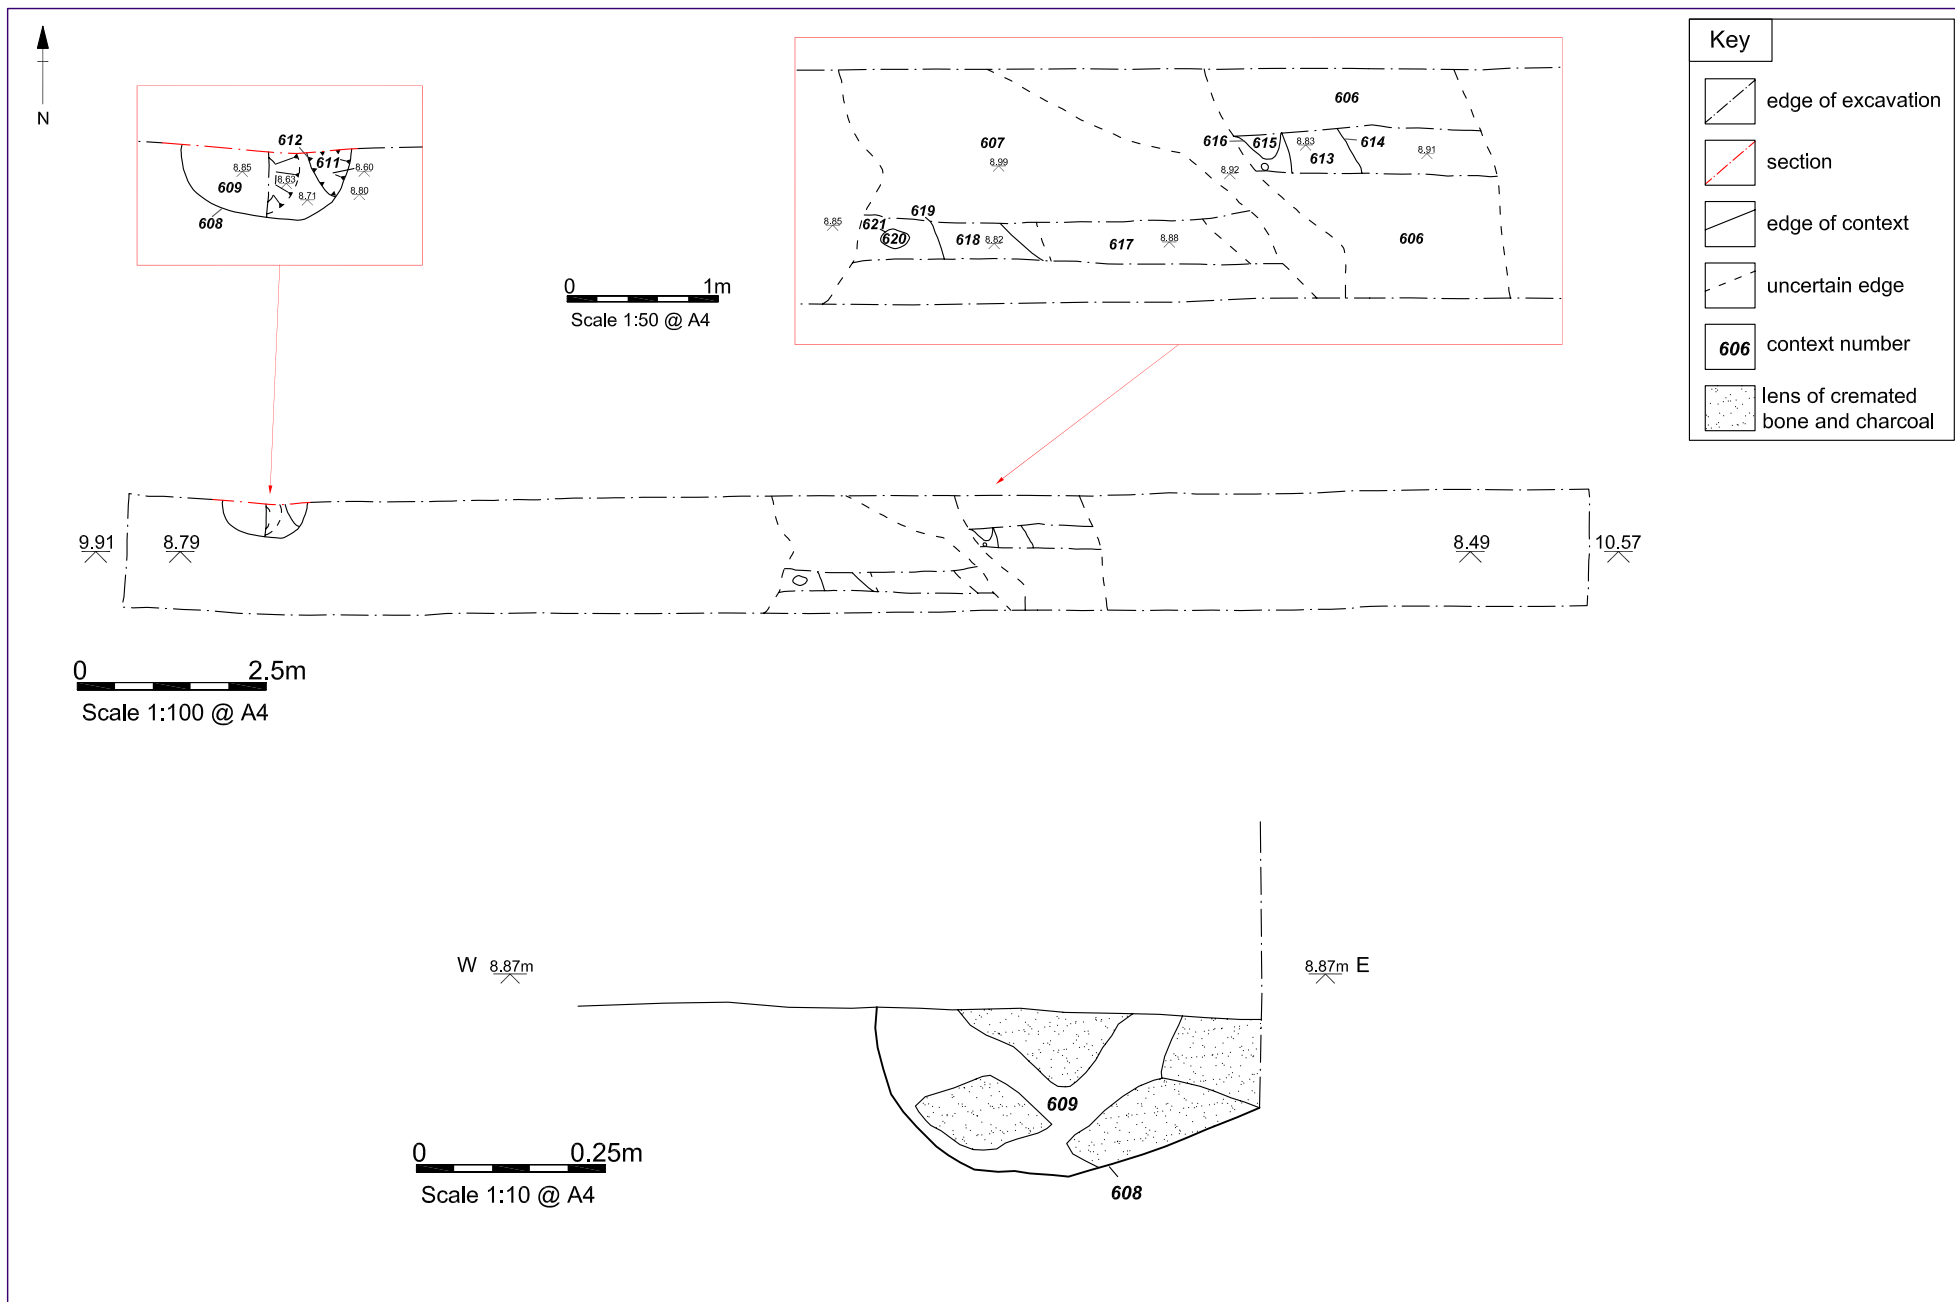 N
612
611
8.85
8.63
8.60
609
8.71
8.80
608
0 1m
Scale 1:50 @ A4
606
607
8.99
616
615
8.83
613
614
8.91
8.92
8.85
619
621
620
618
8.82
617
8.88
606
Key
edge of excavation
section
edge of context
uncertain edge
606 context number
lens of cremated
bone and charcoal
9.91
8.79
8.49
10.57
0 2.5m
Scale 1:100 @ A4
W 8.87m
8.87m E
609
608
0 0.25m
Scale 1:10 @ A4